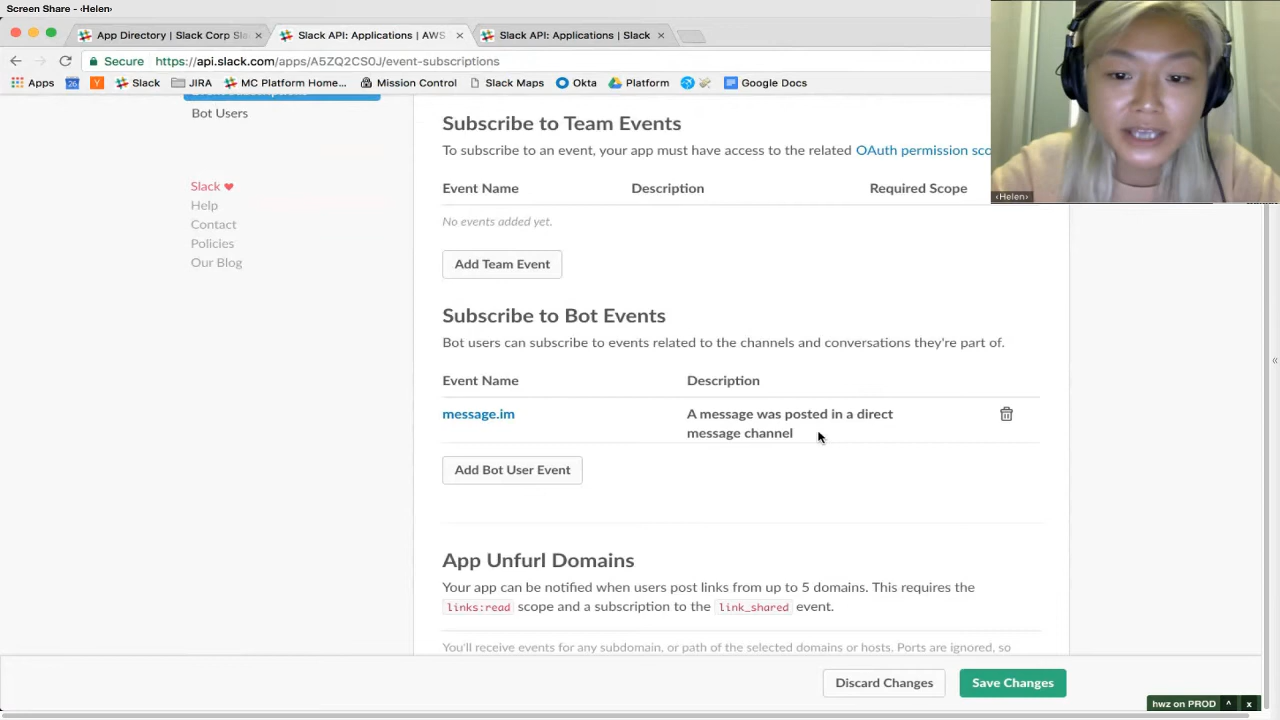 Screen Share - ‹Helen›
App Directory | Slack Corp Sl
Slack API: Applications | AWS
Slack API: Applications | Slack
Secure
https://api.slack.com/apps/A5ZQ2CS0J/event-subscriptions
Apps
26
Y
Slack
JIRA
MC Platform Home...
Mission Control
Slack Maps
Okta
Platform
Google Docs
‹Helen›
Bot Users
Slack
Help
Contact
Policies
Our Blog
Subscribe to Team Events
To subscribe to an event, your app must have access to the related OAuth permission sco
Event Name Description Required Scope
No events added yet.
Add Team Event
Subscribe to Bot Events
Bot users can subscribe to events related to the channels and conversations they're part of.
Event Name Description
message.im A message was posted in a direct
message channel
Add Bot User Event
App Unfurl Domains
Your app can be notified when users post links from up to 5 domains. This requires the
links:read scope and a subscription to the link_shared event.
You'll receive events for any subdomain, or path of the selected domains or hosts. Ports are ignored, so
Discard Changes
Save Changes
hwz on PROD ^ x